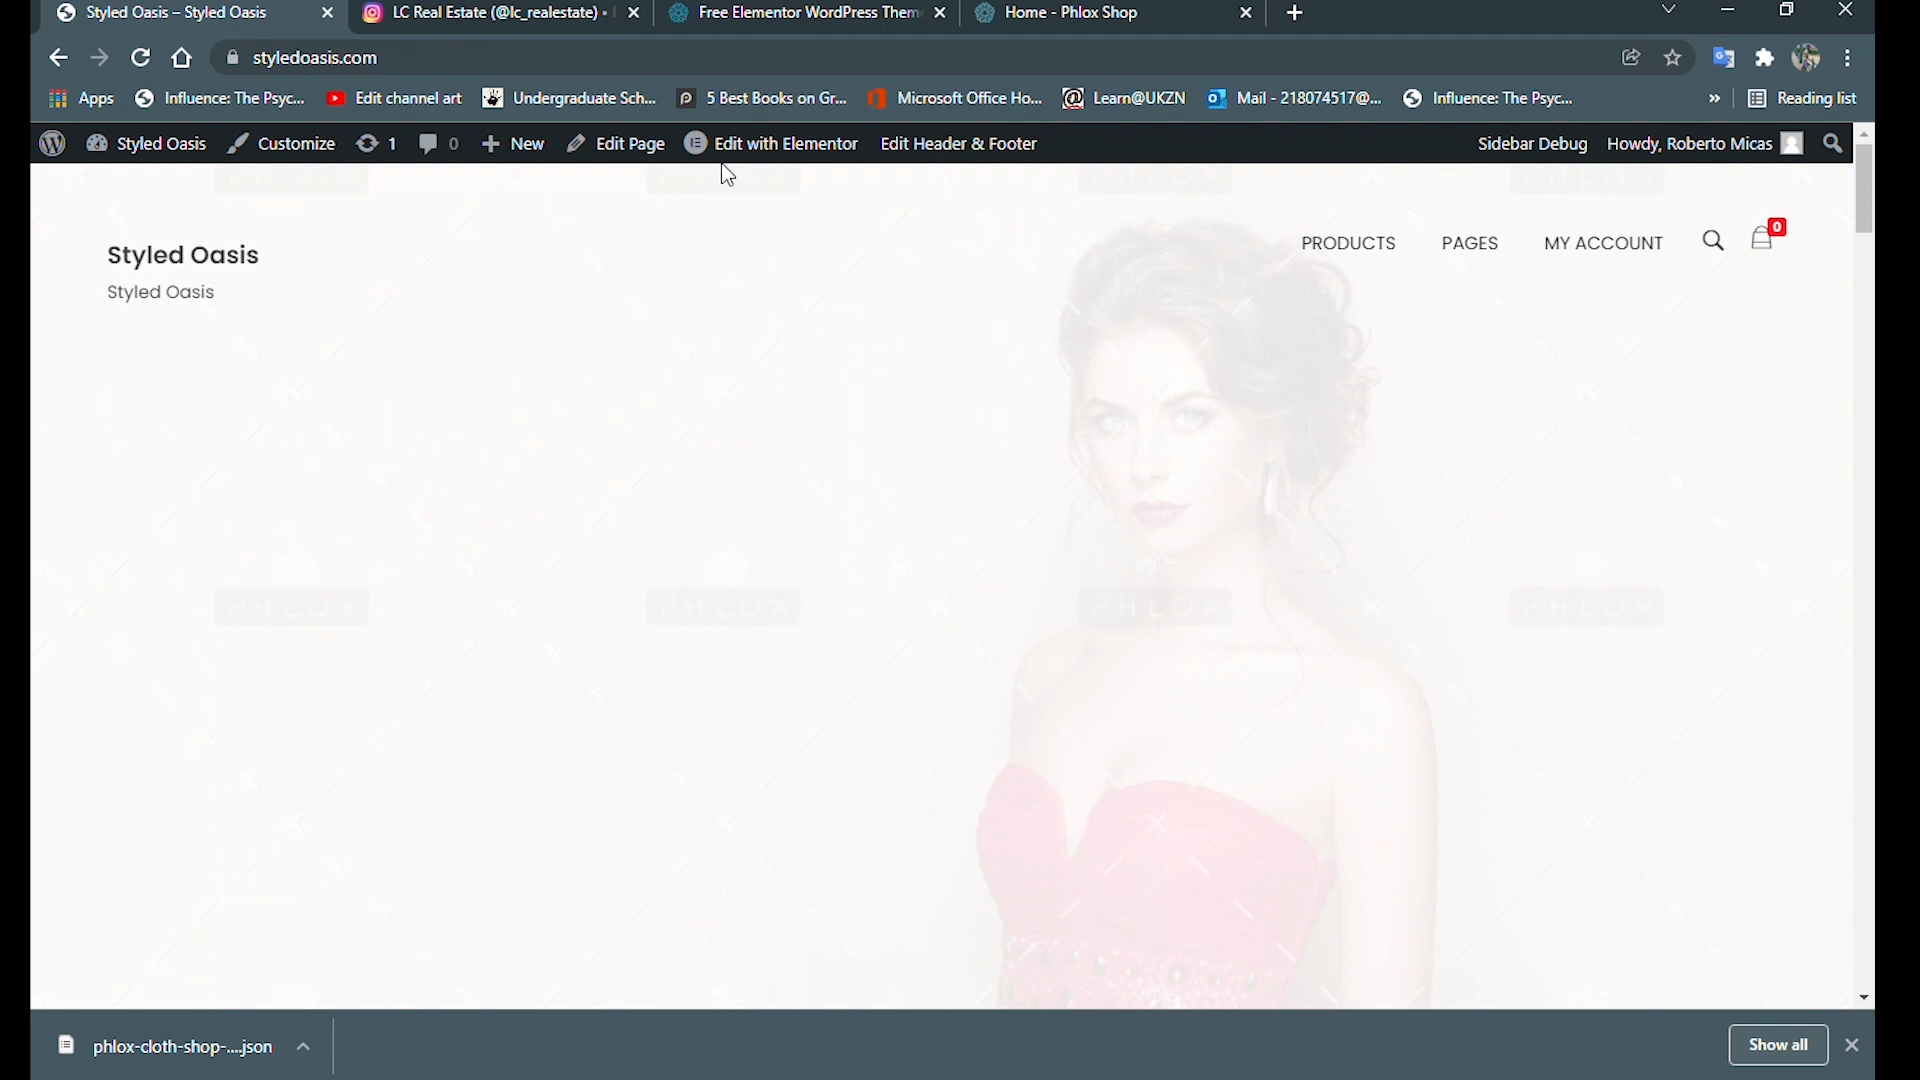 Styled Oasis – Styled Oasis
LC Real Estate (@lc_realestate) •
Free Elementor WordPress Them
Home - Phlox Shop
styledoasis.com
Apps
Influence: The Psyc...
Edit channel art
Undergraduate Sch...
5 Best Books on Gr...
Microsoft Office Ho...
Learn@UKZN
Mail - 218074517@...
Influence: The Psyc...
»
Reading list
Styled Oasis
Customize
1
0
New
Edit Page
Edit with Elementor
Edit Header & Footer
Sidebar Debug
Howdy, Roberto Micas
Styled Oasis
Styled Oasis
PRODUCTS
PAGES
MY ACCOUNT
0
PHLOX
PHLOX
PHLOX
PHLOX
phlox-cloth-shop-....json
Show all